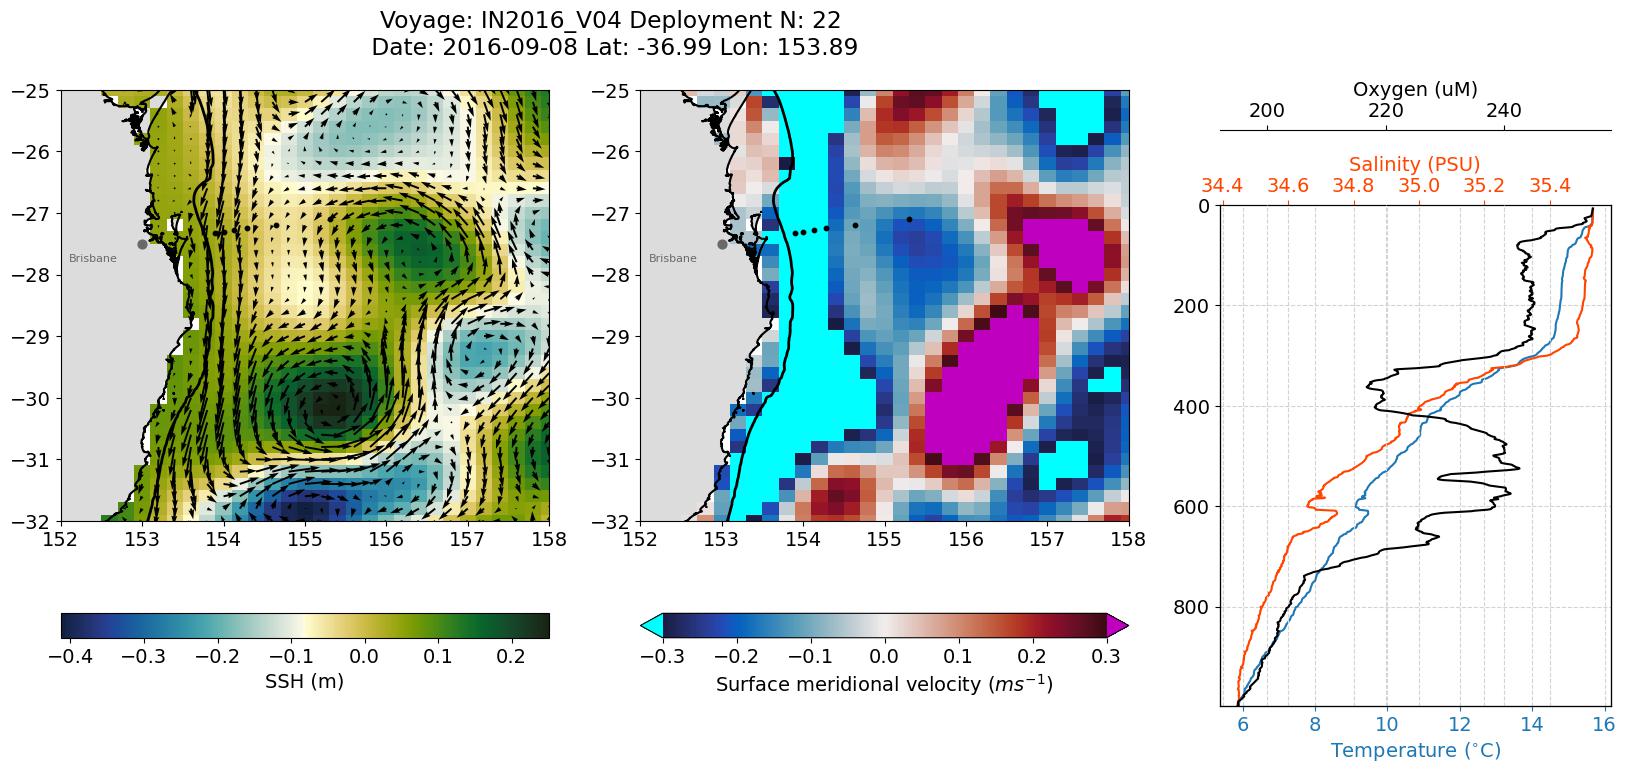 Voyage: IN2016_V04 Deployment N: 22
Date: 2016-09-08 Lat: -36.99 Lon: 153.89
−25
−26
−27
−28
−29
−30
−31
−32
Brisbane
152 153 154 155 156 157 158
−0.4 −0.3 −0.2 −0.1 0.0 0.1 0.2
SSH (m)
−25
−26
−27
−28
−29
−30
−31
−32
Brisbane
152 153 154 155 156 157 158
−0.3 −0.2 −0.1 0.0 0.1 0.2 0.3
Surface meridional velocity (ms⁻¹)
Oxygen (uM)
200 220 240
Salinity (PSU)
34.4 34.6 34.8 35.0 35.2 35.4
0
200
400
600
800
6 8 10 12 14 16
Temperature (°C)